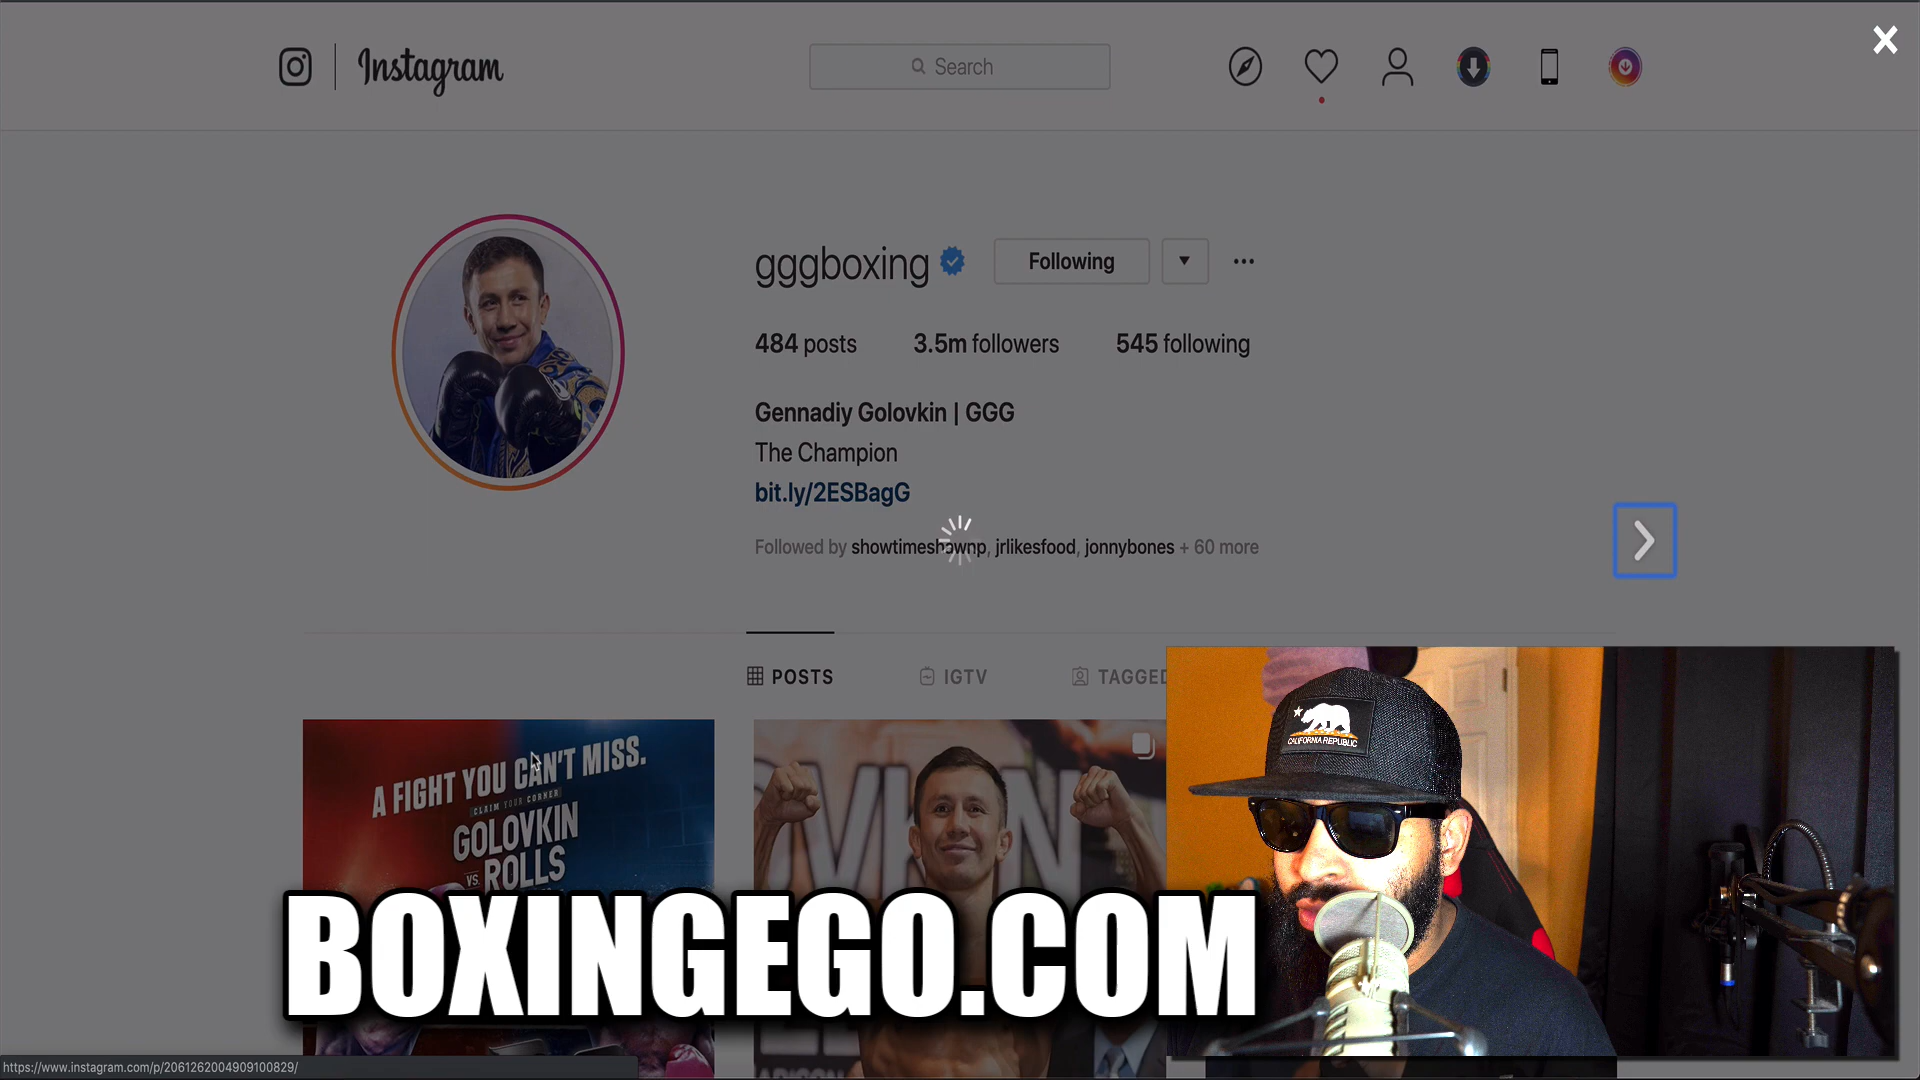 Instagram
Search
gggboxing
Following
484 posts 3.5m followers 545 following
Gennadiy Golovkin | GGG
The Champion
bit.ly/2ESBagG
Followed by showtimeshownp, jrlikesfood, jonnybones + 60 more
POSTS IGTV TAGGED
CALIFORNIA REPUBLIC
A FIGHT YOU CAN'T MISS.
CLAIM YOUR CORNER
GOLOVKIN
VS. ROLLS
BOXINGEGO.COM
https://www.instagram.com/p/2061262004909100829/